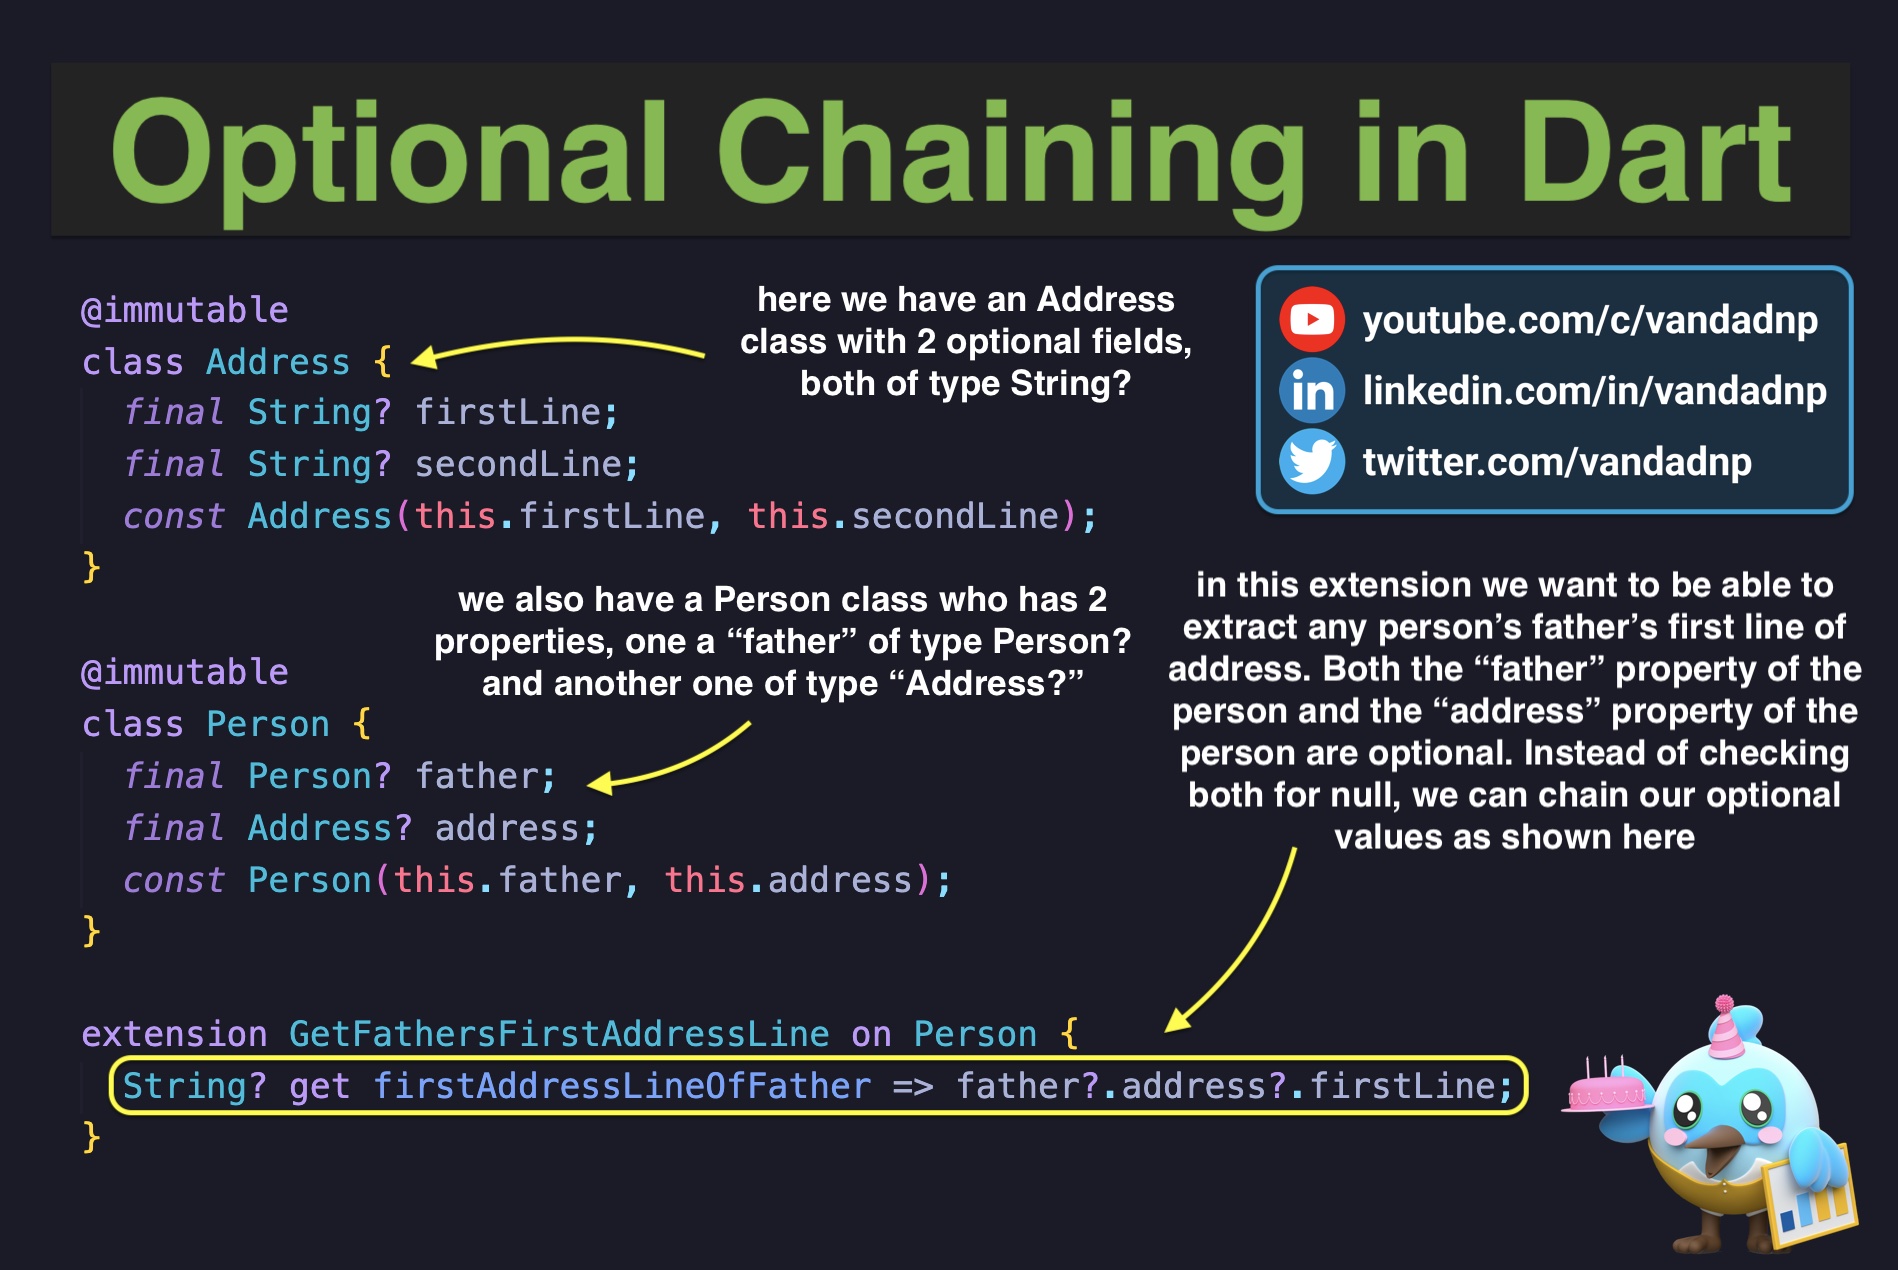 Optional Chaining in Dart
@immutable
class Address {
  final String? firstLine;
  final String? secondLine;
  const Address(this.firstLine, this.secondLine);
}
here we have an Address
class with 2 optional fields,
both of type String?
youtube.com/c/vandadnp
linkedin.com/in/vandadnp
twitter.com/vandadnp
we also have a Person class who has 2
properties, one a “father” of type Person?
and another one of type “Address?”
@immutable
class Person {
  final Person? father;
  final Address? address;
  const Person(this.father, this.address);
}
in this extension we want to be able to
extract any person’s father’s first line of
address. Both the “father” property of the
person and the “address” property of the
person are optional. Instead of checking
both for null, we can chain our optional
values as shown here
extension GetFathersFirstAddressLine on Person {
  String? get firstAddressLineOfFather => father?.address?.firstLine;
}